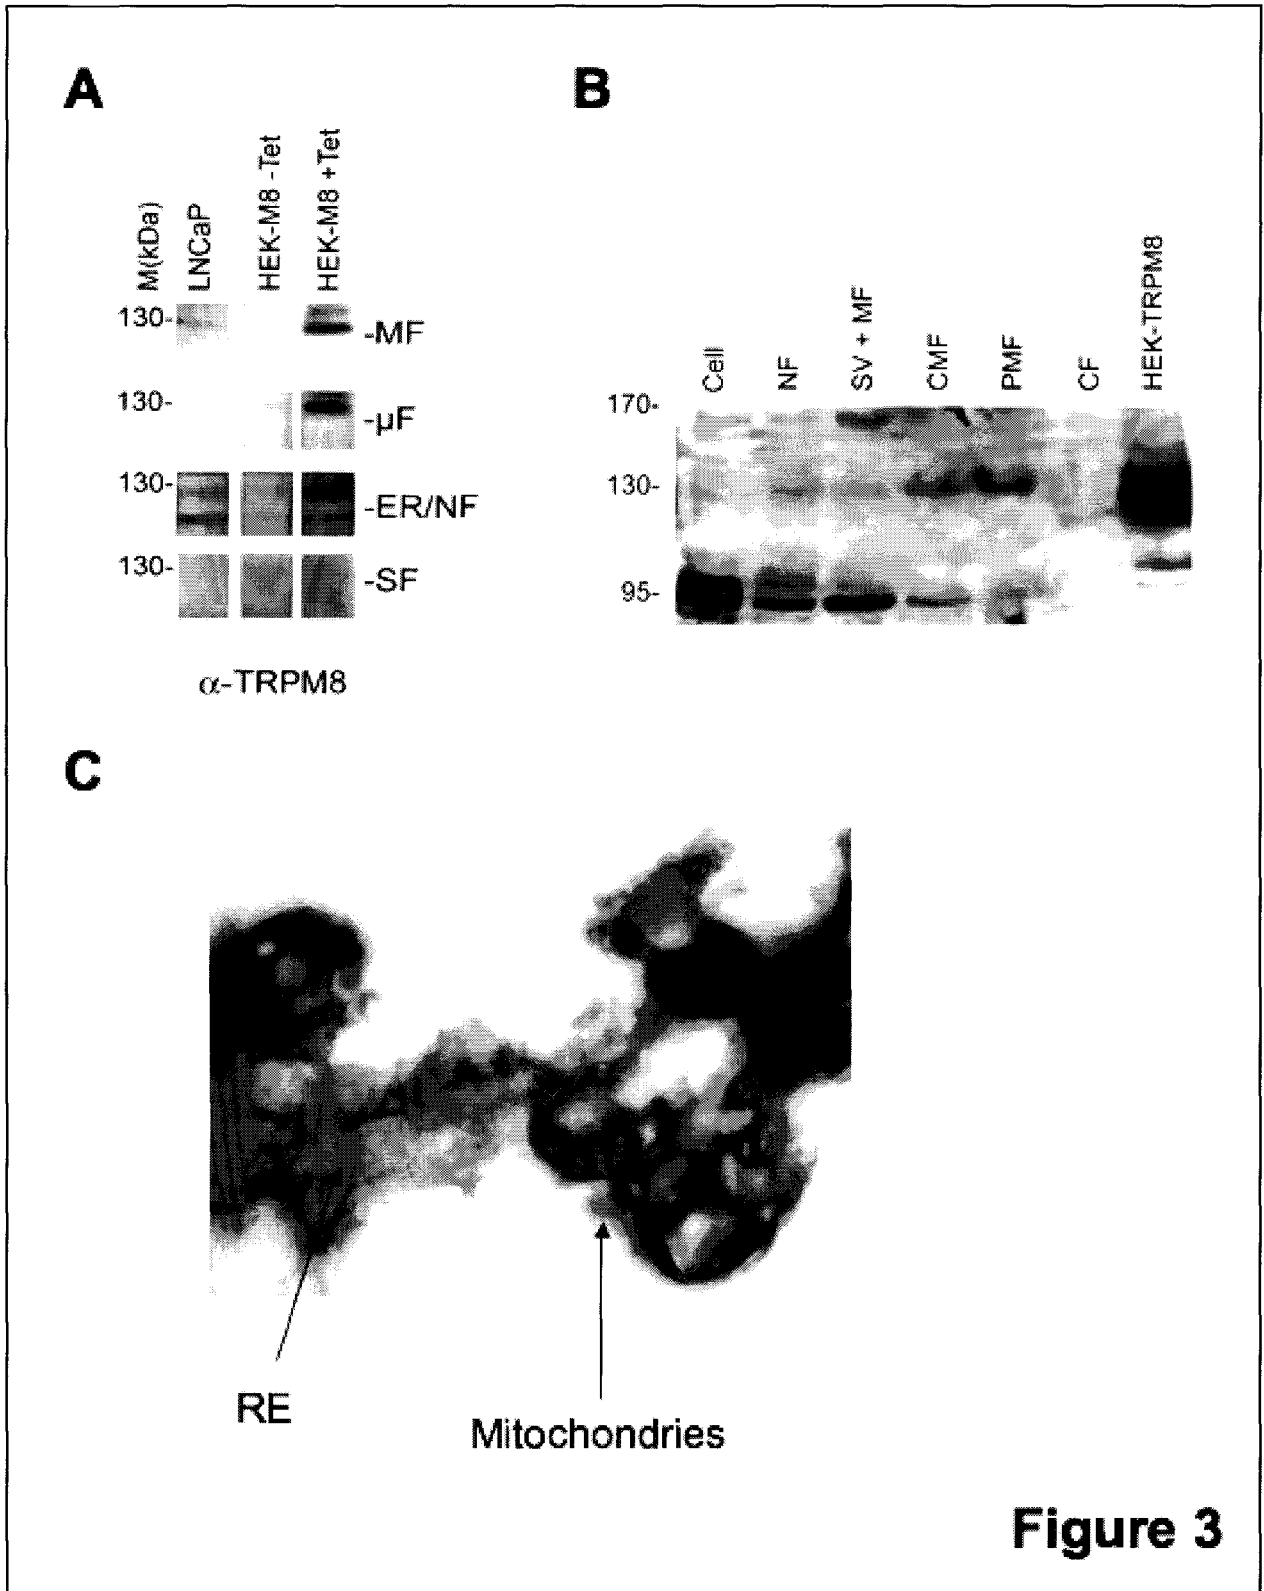 A
B
M(kDa)
LNCaP
HEK-M8 -Tet
HEK-M8 +Tet
130-
-MF
130-
-µF
130-
-ER/NF
130-
-SF
α-TRPM8
Cell
NF
SV + MF
CMF
PMF
CF
HEK-TRPM8
170-
130-
95-
C
RE
Mitochondries
Figure 3